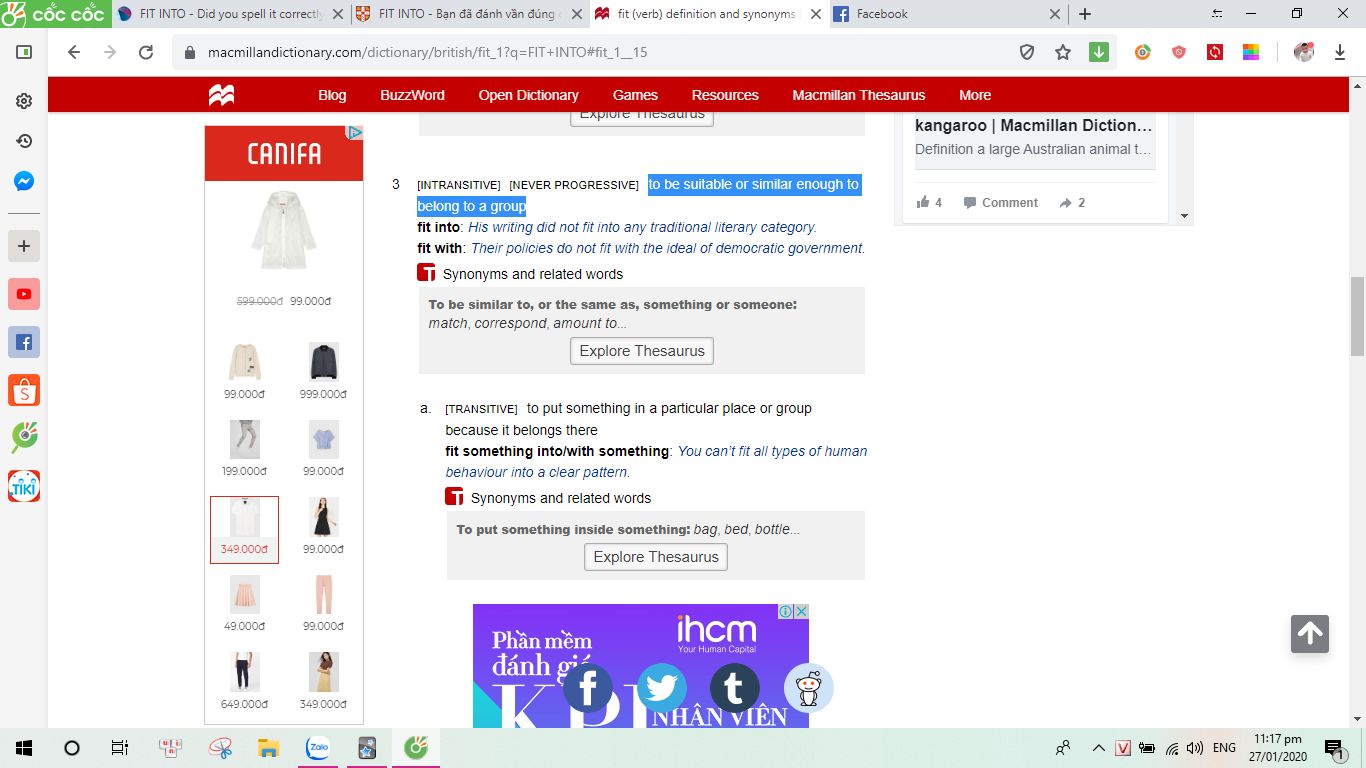 CỐC CỐC
FIT INTO - Did you spell it correctly
FIT INTO - Bạn đã đánh vần đúng
fit (verb) definition and synonyms
Facebook
macmillandictionary.com/dictionary/british/fit_1?q=FIT+INTO#fit_1__15
Blog BuzzWord Open Dictionary Games Resources Macmillan Thesaurus More
Explore Thesaurus
kangaroo | Macmillan Diction...
Definition a large Australian animal t...
4 Comment 2
CANIFA
599.000đ 99.000đ
99.000đ 999.000đ
199.000đ 99.000đ
349.000đ 99.000đ
49.000đ 99.000đ
649.000đ 349.000đ
3 [INTRANSITIVE] [NEVER PROGRESSIVE] to be suitable or similar enough to
belong to a group
fit into: His writing did not fit into any traditional literary category.
fit with: Their policies do not fit with the ideal of democratic government.
T Synonyms and related words
To be similar to, or the same as, something or someone:
match, correspond, amount to...
Explore Thesaurus
a. [TRANSITIVE] to put something in a particular place or group
because it belongs there
fit something into/with something: You can't fit all types of human
behaviour into a clear pattern.
T Synonyms and related words
To put something inside something: bag, bed, bottle...
Explore Thesaurus
ihcm
Your Human Capital
Phần mềm
đánh giá
KPI
NHÂN VIÊN
TIKI
Zalo
V
ENG
11:17 pm
27/01/2020
1